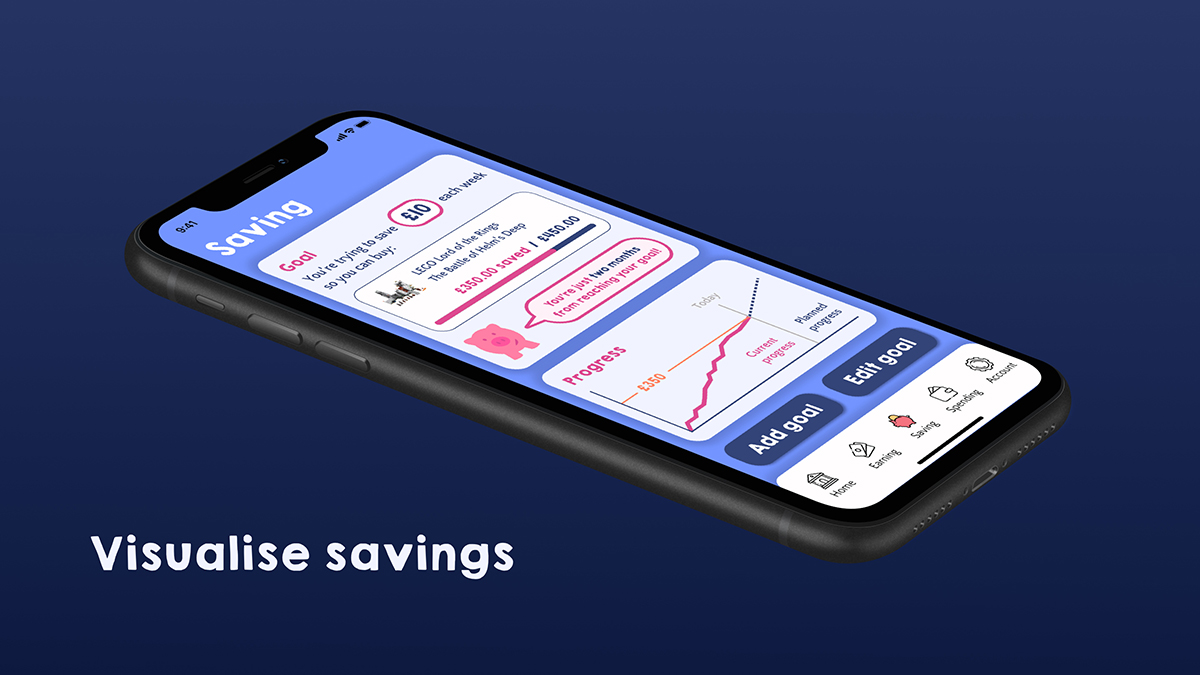 9:41
Saving
Goal
You're trying to save £10 each week
so you can buy:
LEGO Lord of the Rings
The Battle of Helm's Deep
£350.00 saved / £450.00
You're just two months
from reaching your goal!
Progress
£350
Today
Current
progress
Planned
progress
Add goal
Edit goal
Home
Earning
Saving
Spending
Account
Visualise savings